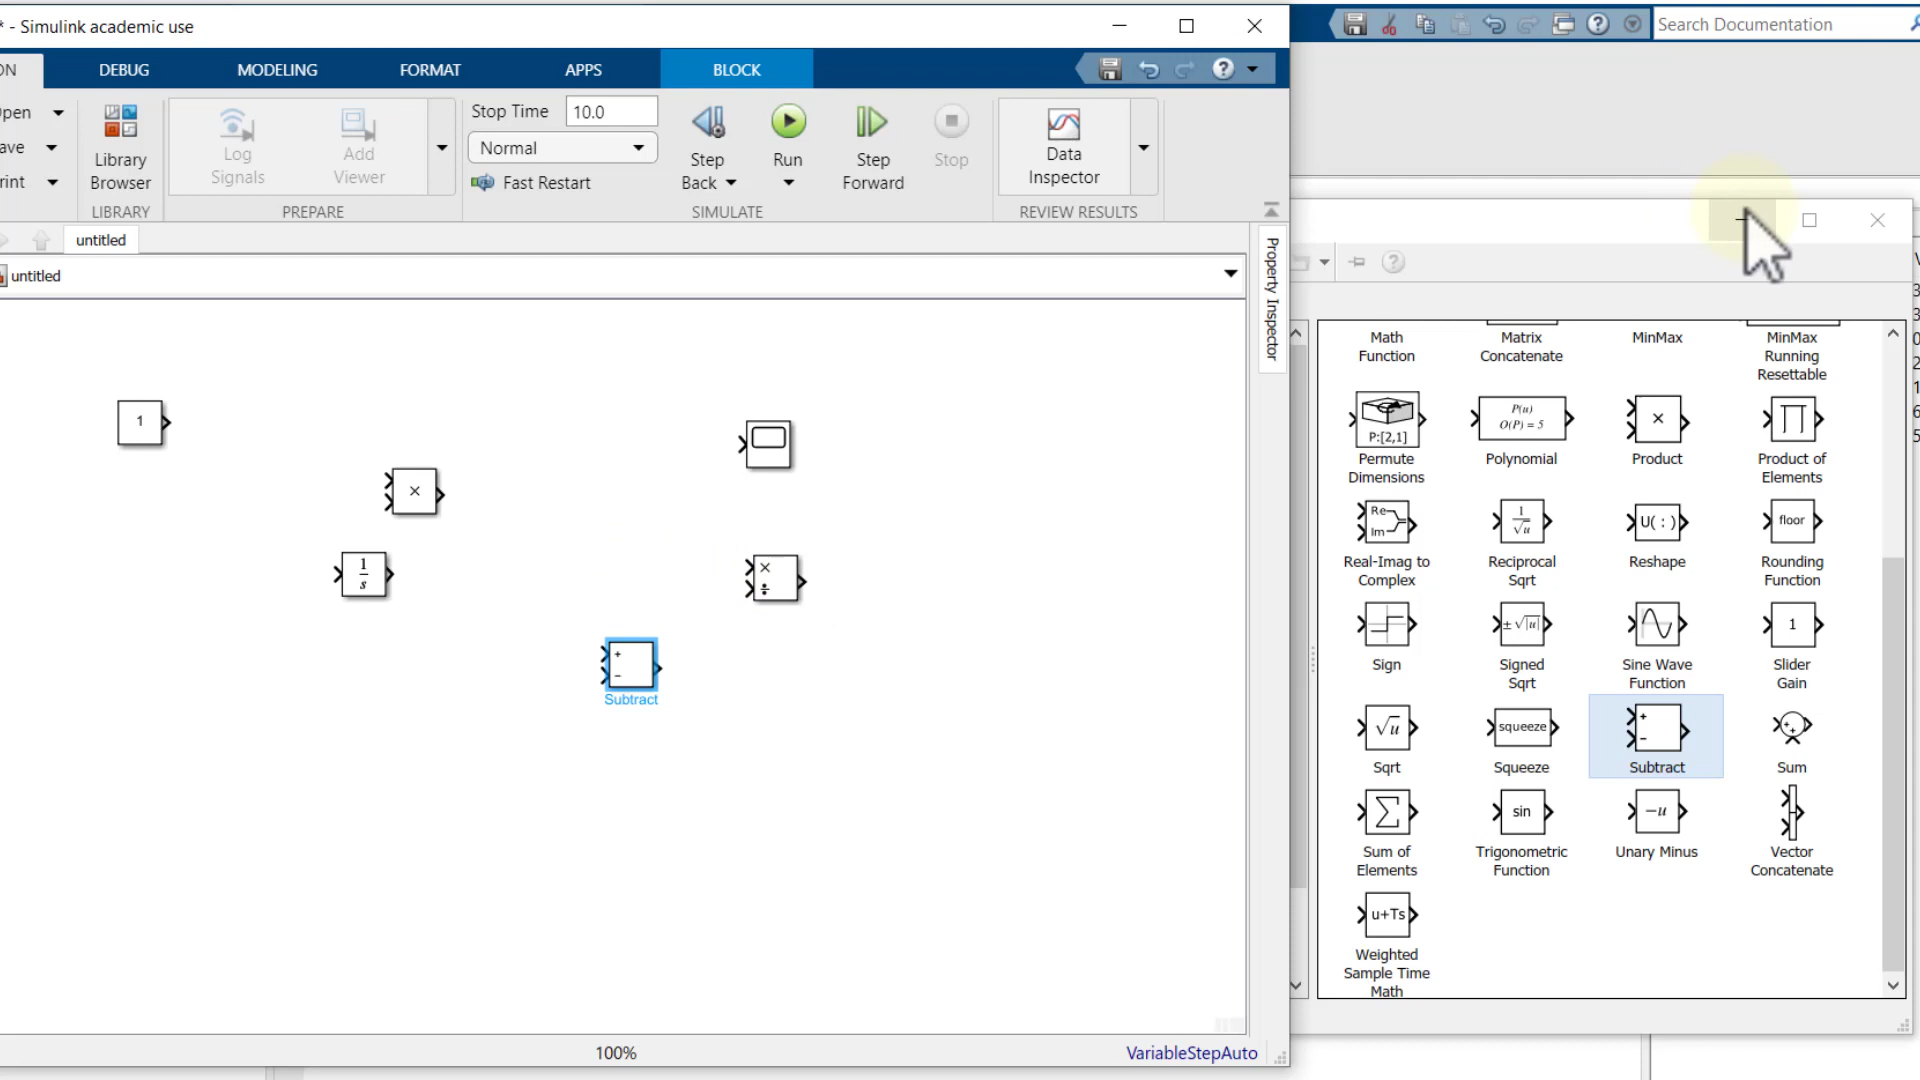 * - Simulink academic use
Search Documentation
ON
DEBUG
MODELING
FORMAT
APPS
BLOCK
pen
ave
rint
Library
Browser
LIBRARY
Log
Signals
Add
Viewer
PREPARE
Stop Time
10.0
Normal
Fast Restart
Step
Back
Run
Step
Forward
Stop
SIMULATE
Data
Inspector
REVIEW RESULTS
untitled
untitled
Property Inspector
1
×
1
s
×
÷
+
−
Subtract
100%
VariableStepAuto
Math
Function
Matrix
Concatenate
MinMax
MinMax
Running
Resettable
P:[2,1]
Permute
Dimensions
P(u)
O(P) = 5
Polynomial
×
Product
Product of
Elements
Re
Im
Real-Imag to
Complex
1
√u
Reciprocal
Sqrt
U( : )
Reshape
floor
Rounding
Function
Sign
±√|u|
Signed
Sqrt
Sine Wave
Function
1
Slider
Gain
√u
Sqrt
squeeze
Squeeze
+
−
Subtract
+
+
Sum
Σ
Sum of
Elements
sin
Trigonometric
Function
−u
Unary Minus
Vector
Concatenate
u+Ts
Weighted
Sample Time
Math